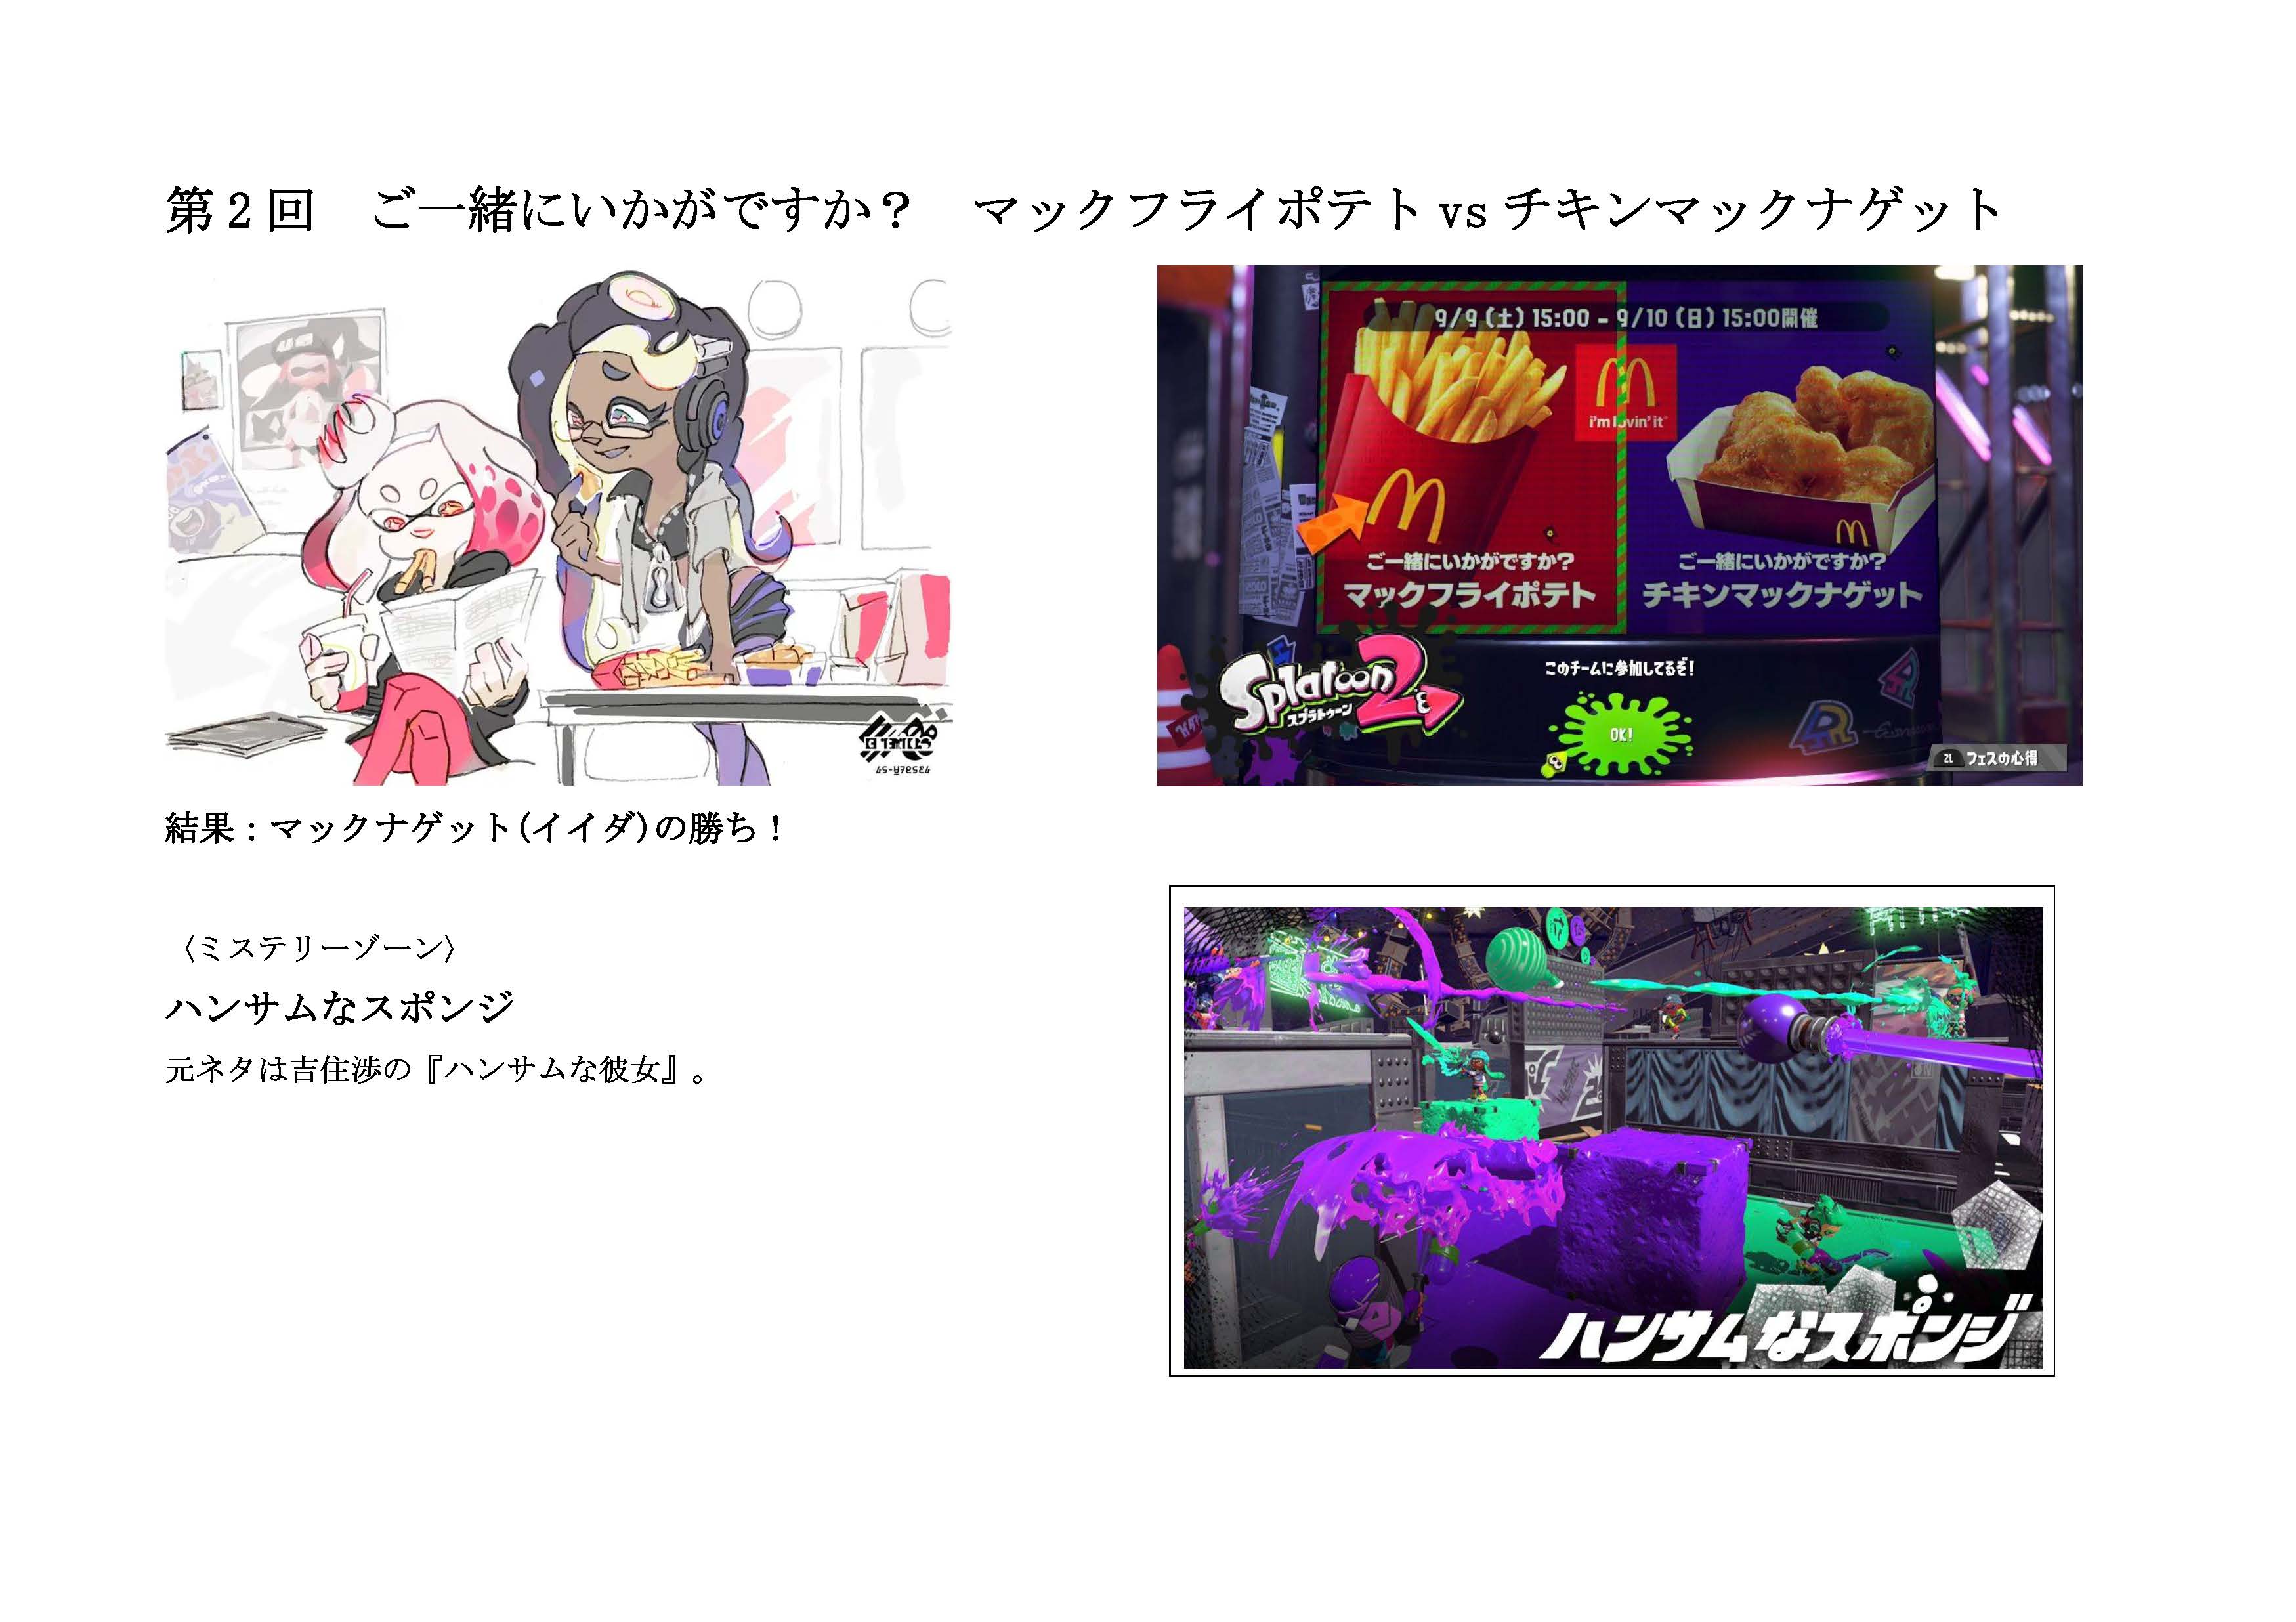 第2回　ご一緒にいかがですか？　マックフライポテトvsチキンマックナゲット
9/9(土)15:00 - 9/10(日)15:00開催
i'm lovin' it
ご一緒にいかがですか？
マックフライポテト
ご一緒にいかがですか？
チキンマックナゲット
Splatoon 2
スプラトゥーン
このチームに参加してるぞ！
OK!
ZL フェスの心得
結果：マックナゲット(イイダ)の勝ち！
〈ミステリーゾーン〉
ハンサムなスポンジ
元ネタは吉住渉の『ハンサムな彼女』。
ハンサムなスポンジ